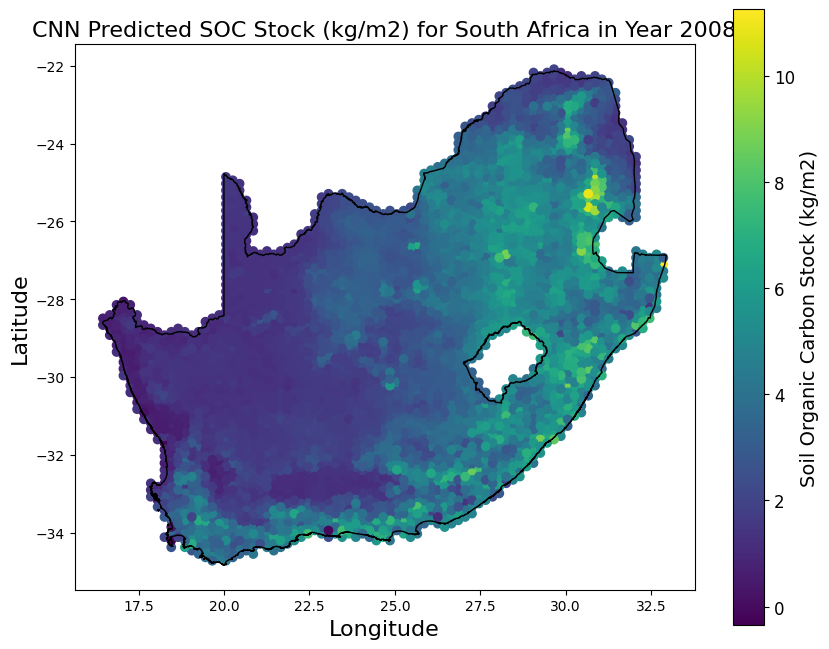 CNN Predicted SOC Stock (kg/m2) for South Africa in Year 2008
−22
−24
−26
−28
−30
−32
−34
Latitude
17.5 20.0 22.5 25.0 27.5 30.0 32.5
Longitude
10
8
6
4
2
0
Soil Organic Carbon Stock (kg/m2)